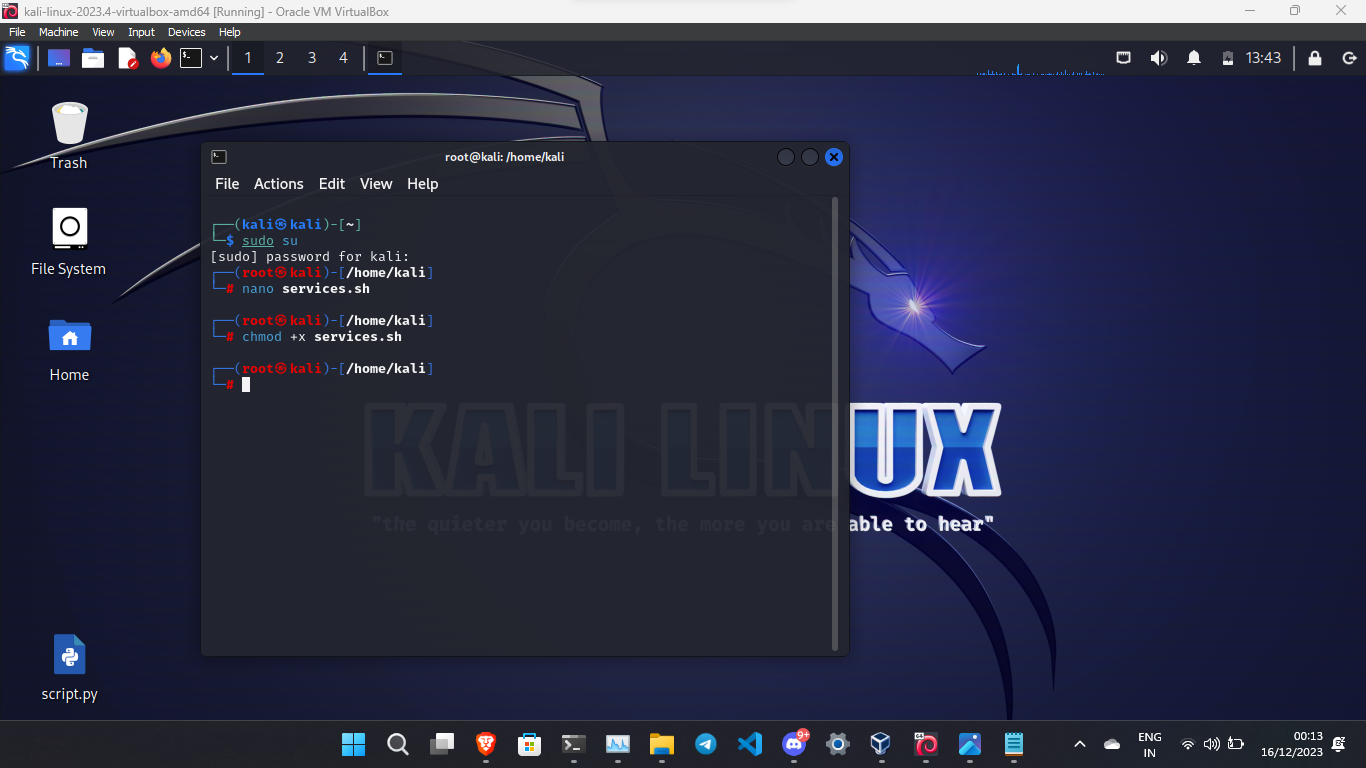 kali-linux-2023.4-virtualbox-amd64 [Running] - Oracle VM VirtualBox
File Machine View Input Devices Help
1 2 3 4 13:43
Trash
File System
Home
script.py
root@kali: /home/kali
File Actions Edit View Help
┌──(kali㉿kali)-[~]
└─$ sudo su
[sudo] password for kali:
┌──(root㉿kali)-[/home/kali]
└─# nano services.sh
┌──(root㉿kali)-[/home/kali]
└─# chmod +x services.sh
┌──(root㉿kali)-[/home/kali]
└─#
KALI LINUX
"the quieter you become, the more you are able to hear"
9+
ENG
IN
00:13
16/12/2023